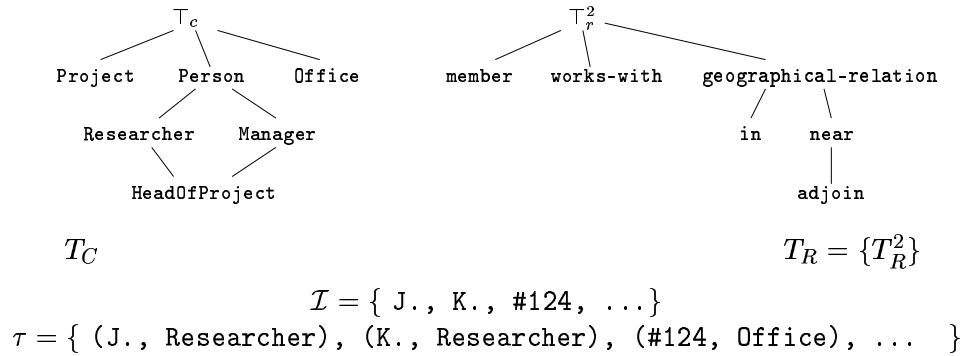 ⊤c ⊤r2
Project Person Office member works-with geographical-relation
Researcher Manager in near
HeadOfProject adjoin
TC TR = {TR2}
I = { J., K., #124, ...}
τ = { (J., Researcher), (K., Researcher), (#124, Office), ... }